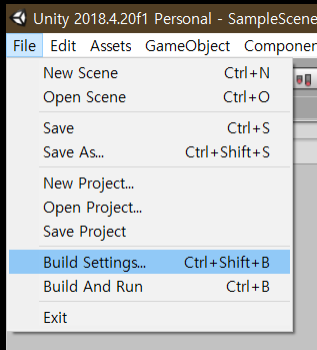 Unity 2018.4.20f1 Personal - SampleScene
File Edit Assets GameObject Componen
New Scene Ctrl+N
Open Scene Ctrl+O
Save Ctrl+S
Save As... Ctrl+Shift+S
New Project...
Open Project...
Save Project
Build Settings... Ctrl+Shift+B
Build And Run Ctrl+B
Exit